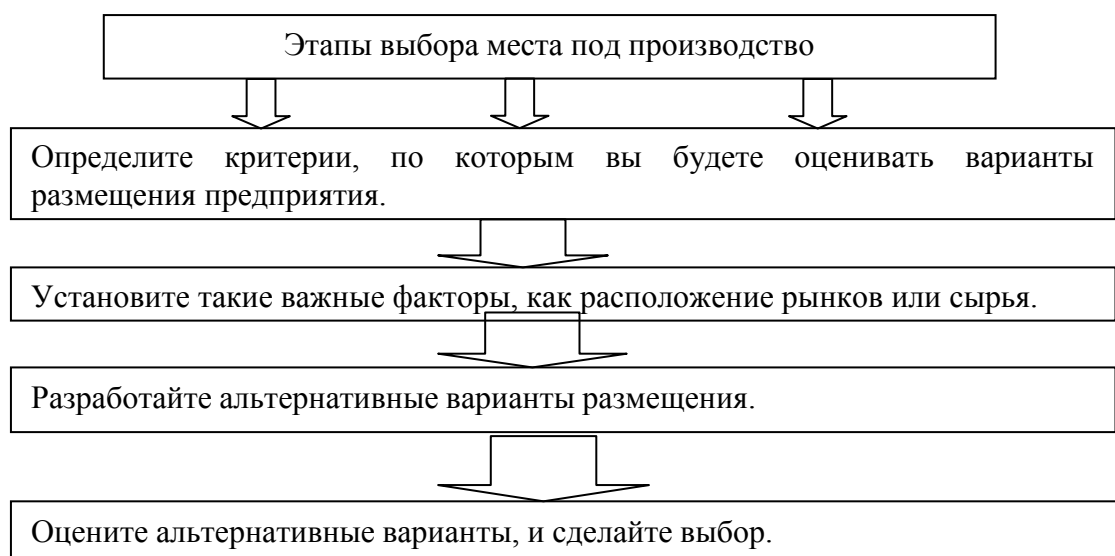 Этапы выбора места под производство
Определите критерии, по которым вы будете оценивать варианты
размещения предприятия.
Установите такие важные факторы, как расположение рынков или сырья.
Разработайте альтернативные варианты размещения.
Оцените альтернативные варианты, и сделайте выбор.